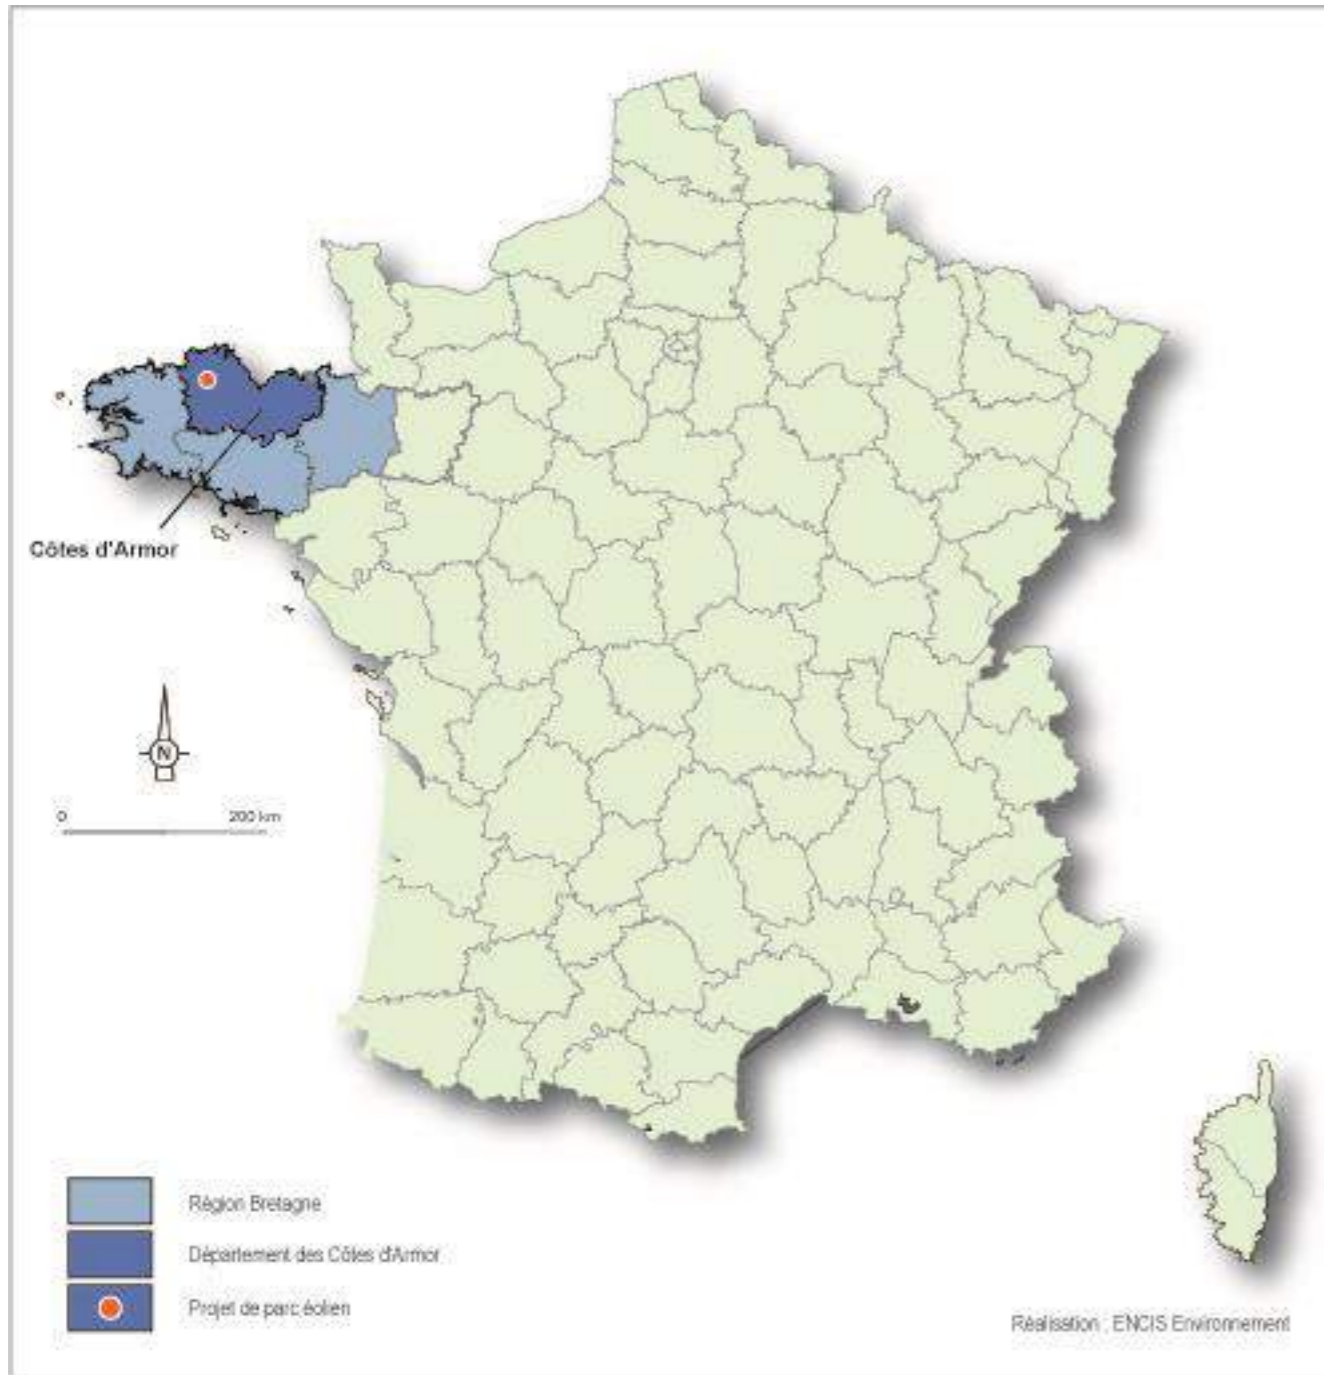 Côtes d'Armor
N
0 200 km
Région Bretagne
Département des Côtes d'Armor
Projet de parc éolien
Réalisation : ENCIS Environnement